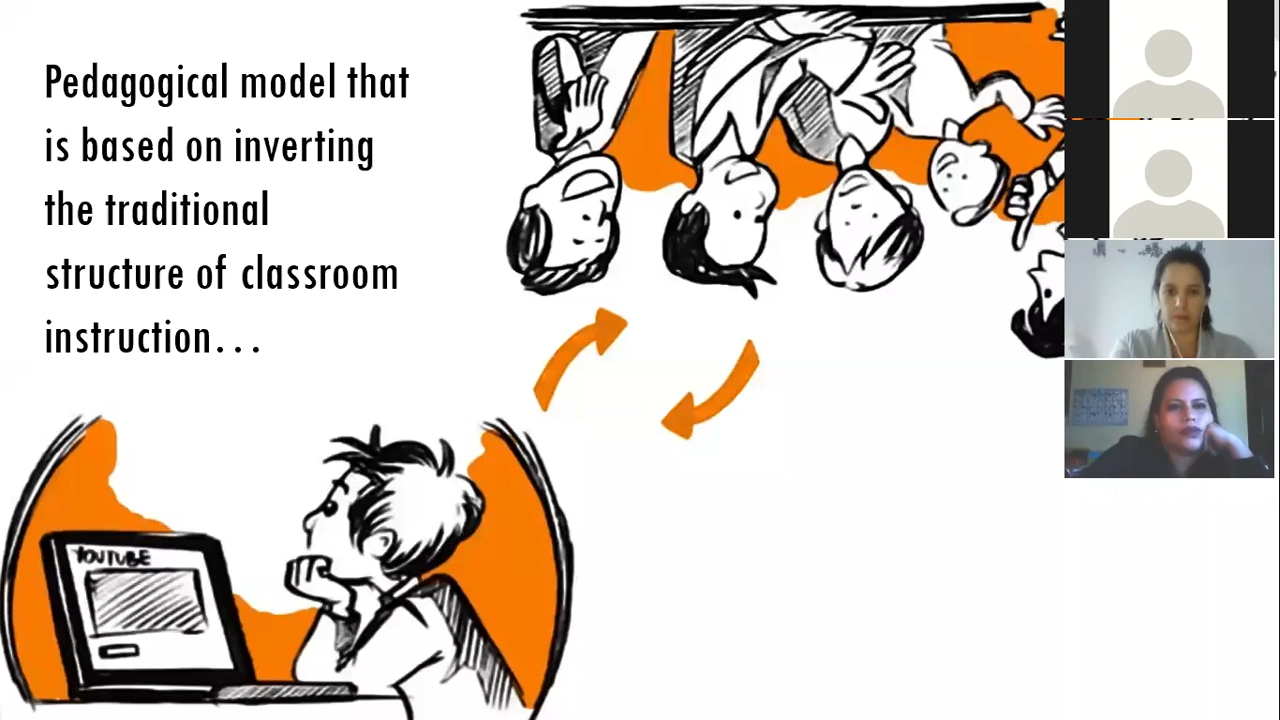 Pedagogical model that
is based on inverting
the traditional
structure of classroom
instruction...
YOUTUBE